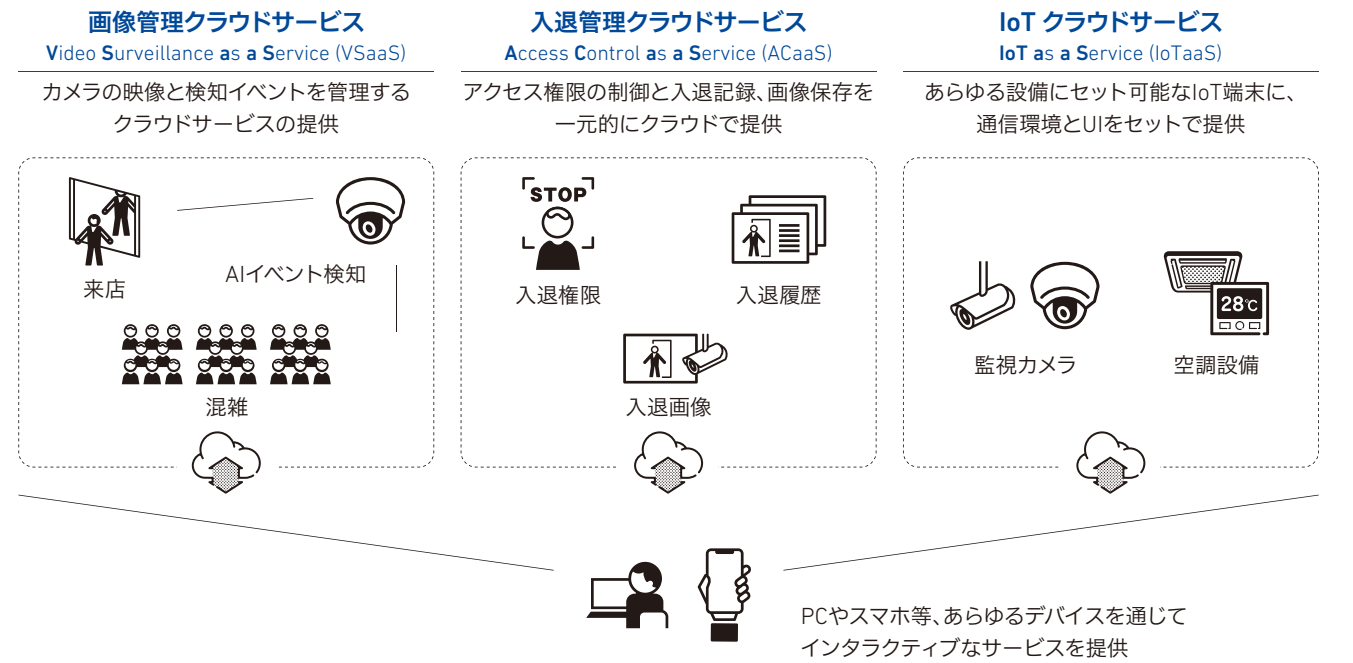 画像管理クラウドサービス
Video Surveillance as a Service (VSaaS)
カメラの映像と検知イベントを管理する
クラウドサービスの提供
来店
AIイベント検知
混雑
入退管理クラウドサービス
Access Control as a Service (ACaaS)
アクセス権限の制御と入退記録、画像保存を
一元的にクラウドで提供
STOP
入退権限
入退履歴
入退画像
IoT クラウドサービス
IoT as a Service (IoTaaS)
あらゆる設備にセット可能なIoT端末に、
通信環境とUIをセットで提供
28℃
監視カメラ
空調設備
PCやスマホ等、あらゆるデバイスを通じて
インタラクティブなサービスを提供